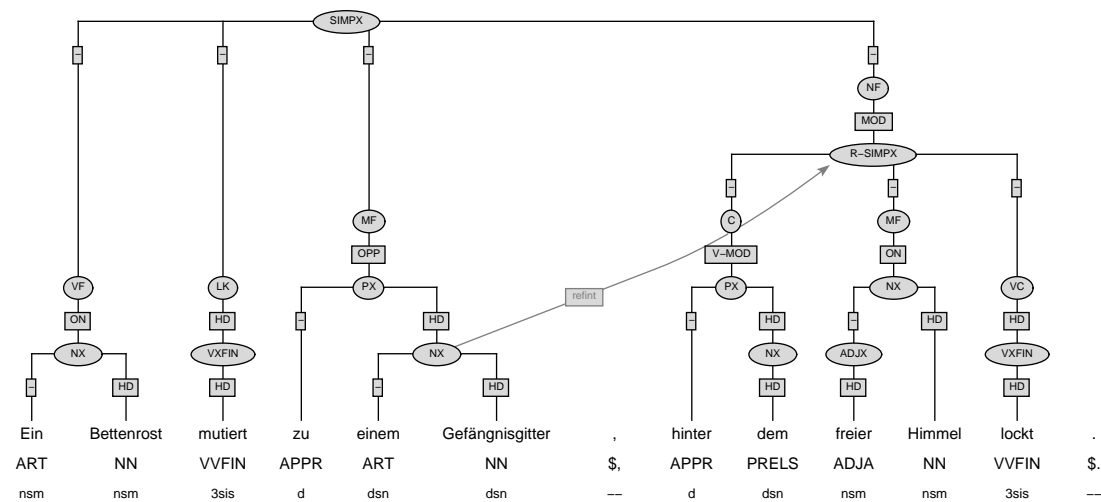 SIMPX
– – – –
NF
MOD
R–SIMPX
– – –
MF C MF
OPP V–MOD ON
refint
VF LK PX PX NX VC
ON HD – HD – HD – HD HD
NX VXFIN NX NX ADJX VXFIN
– HD HD – HD HD HD HD
Ein Bettenrost mutiert zu einem Gefängnisgitter , hinter dem freier Himmel lockt .
ART NN VVFIN APPR ART NN $, APPR PRELS ADJA NN VVFIN $.
nsm nsm 3sis d dsn dsn –– d dsn nsm nsm 3sis ––